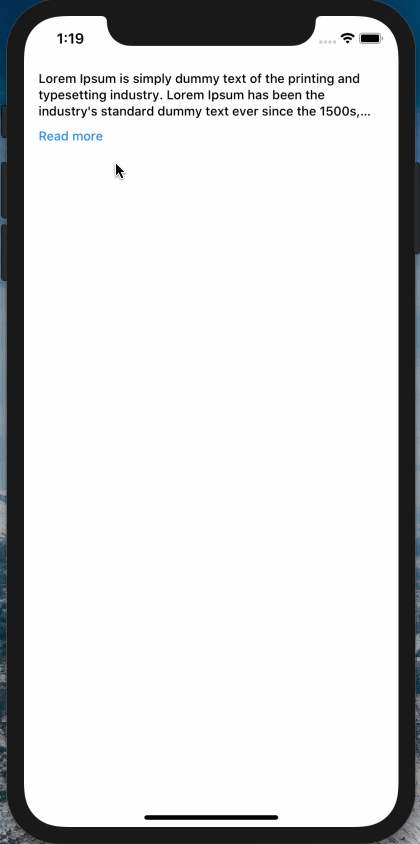 1:19
Lorem Ipsum is simply dummy text of the printing and
typesetting industry. Lorem Ipsum has been the
industry's standard dummy text ever since the 1500s,...
Read more